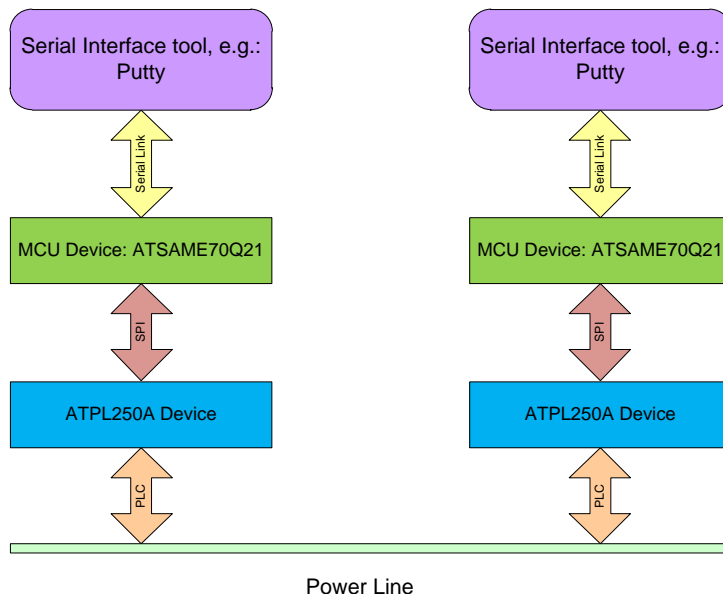 Serial Interface tool, e.g.:
Putty
Serial Interface tool, e.g.:
Putty
Serial Link
Serial Link
MCU Device: ATSAME70Q21
MCU Device: ATSAME70Q21
SPI
SPI
ATPL250A Device
ATPL250A Device
PLC
PLC
Power Line